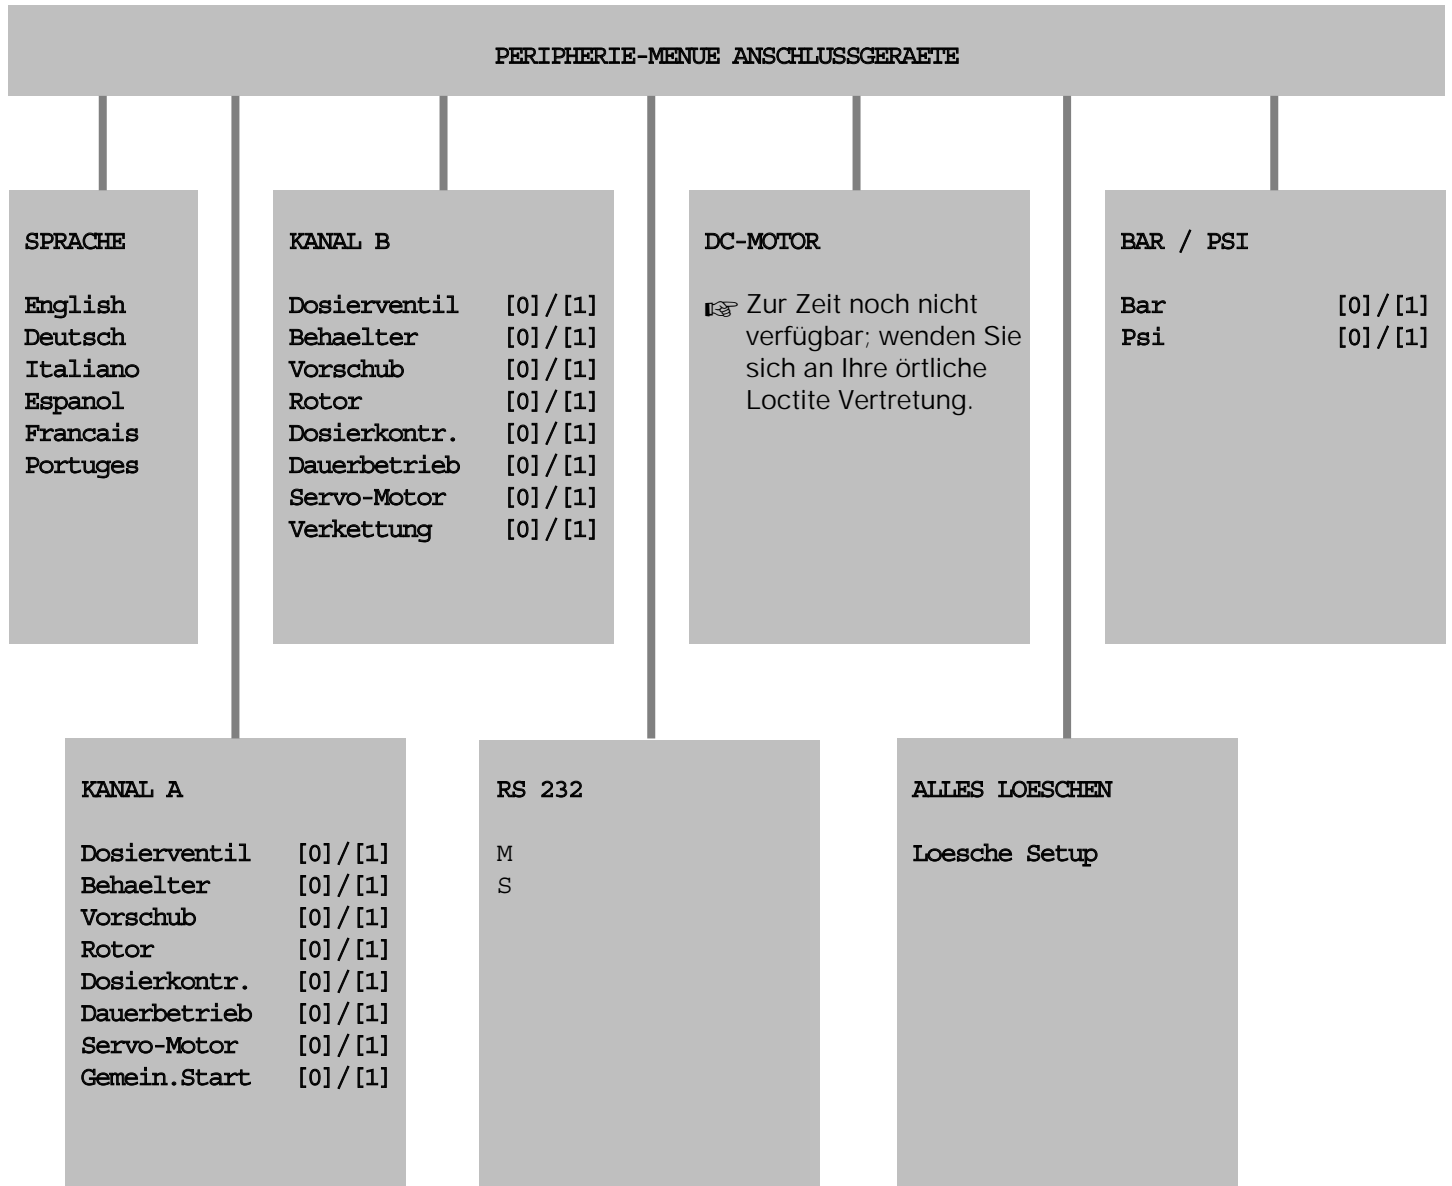 PERIPHERIE-MENUE ANSCHLUSSGERAETE
SPRACHE
English
Deutsch
Italiano
Espanol
Francais
Portuges
KANAL B
Dosierventil [0]/[1]
Behaelter [0]/[1]
Vorschub [0]/[1]
Rotor [0]/[1]
Dosierkontr. [0]/[1]
Dauerbetrieb [0]/[1]
Servo-Motor [0]/[1]
Verkettung [0]/[1]
DC-MOTOR
☞ Zur Zeit noch nicht
verfügbar; wenden Sie
sich an Ihre örtliche
Loctite Vertretung.
BAR / PSI
Bar [0]/[1]
Psi [0]/[1]
KANAL A
Dosierventil [0]/[1]
Behaelter [0]/[1]
Vorschub [0]/[1]
Rotor [0]/[1]
Dosierkontr. [0]/[1]
Dauerbetrieb [0]/[1]
Servo-Motor [0]/[1]
Gemein.Start [0]/[1]
RS 232
M
S
ALLES LOESCHEN
Loesche Setup